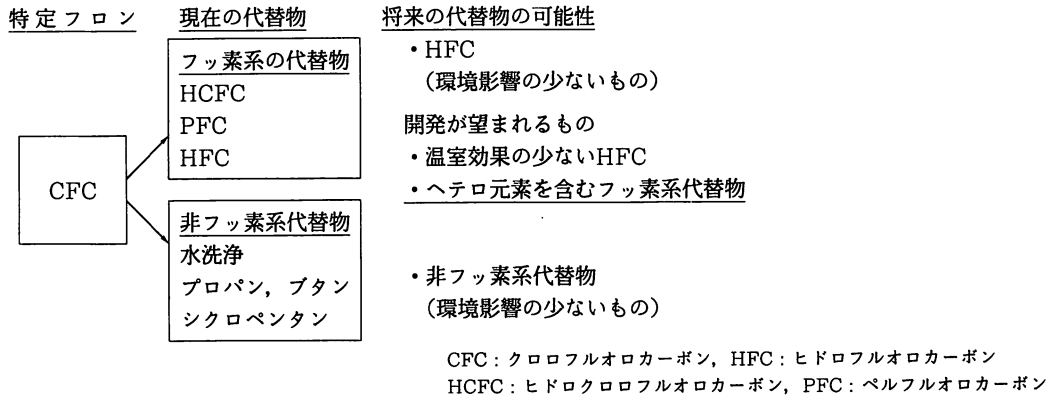 特定フロン
現在の代替物
将来の代替物の可能性
CFC
フッ素系の代替物
HCFC
PFC
HFC
非フッ素系代替物
水洗浄
プロパン，ブタン
シクロペンタン
・HFC
（環境影響の少ないもの）
開発が望まれるもの
・温室効果の少ないHFC
・ヘテロ元素を含むフッ素系代替物
・非フッ素系代替物
（環境影響の少ないもの）
CFC：クロロフルオロカーボン，HFC：ヒドロフルオロカーボン
HCFC：ヒドロクロロフルオロカーボン，PFC：ペルフルオロカーボン